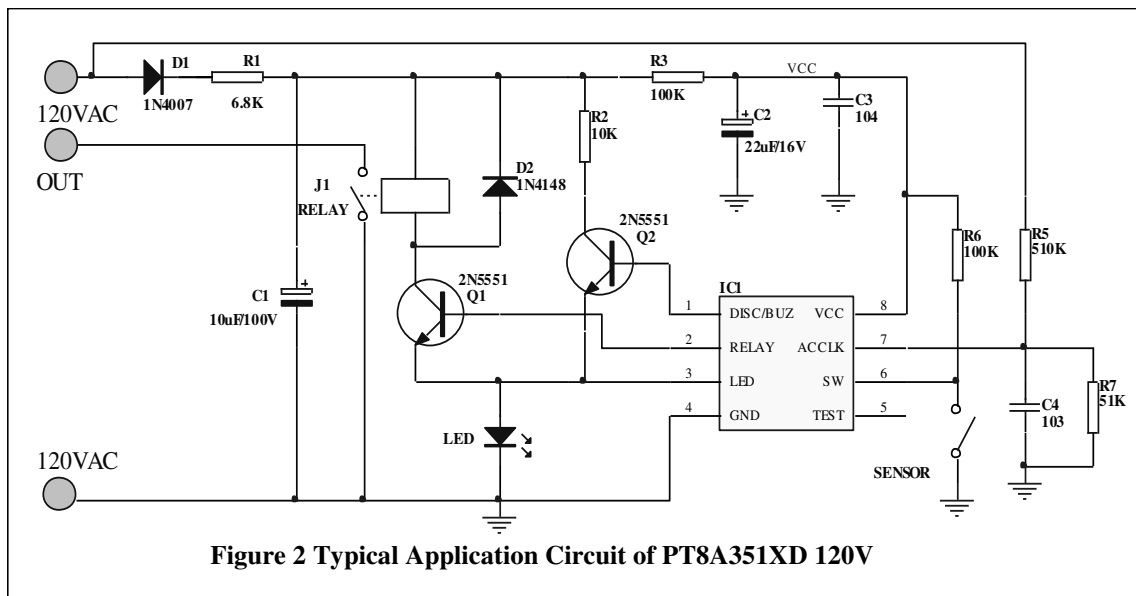 D1
R1
R3
VCC
120VAC
1N4007
6.8K
100K
C3
104
R2
10K
+
C2
22uF/16V
D2
1N4148
OUT
J1
RELAY
2N5551
Q2
R6
100K
R5
510K
2N5551
Q1
IC1
+
C1
10uF/100V
1
DISC/BUZ
VCC
8
2
RELAY
ACCLK
7
3
LED
SW
6
R7
51K
4
GND
TEST
5
C4
103
LED
SENSOR
120VAC
Figure 2 Typical Application Circuit of PT8A351XD 120V